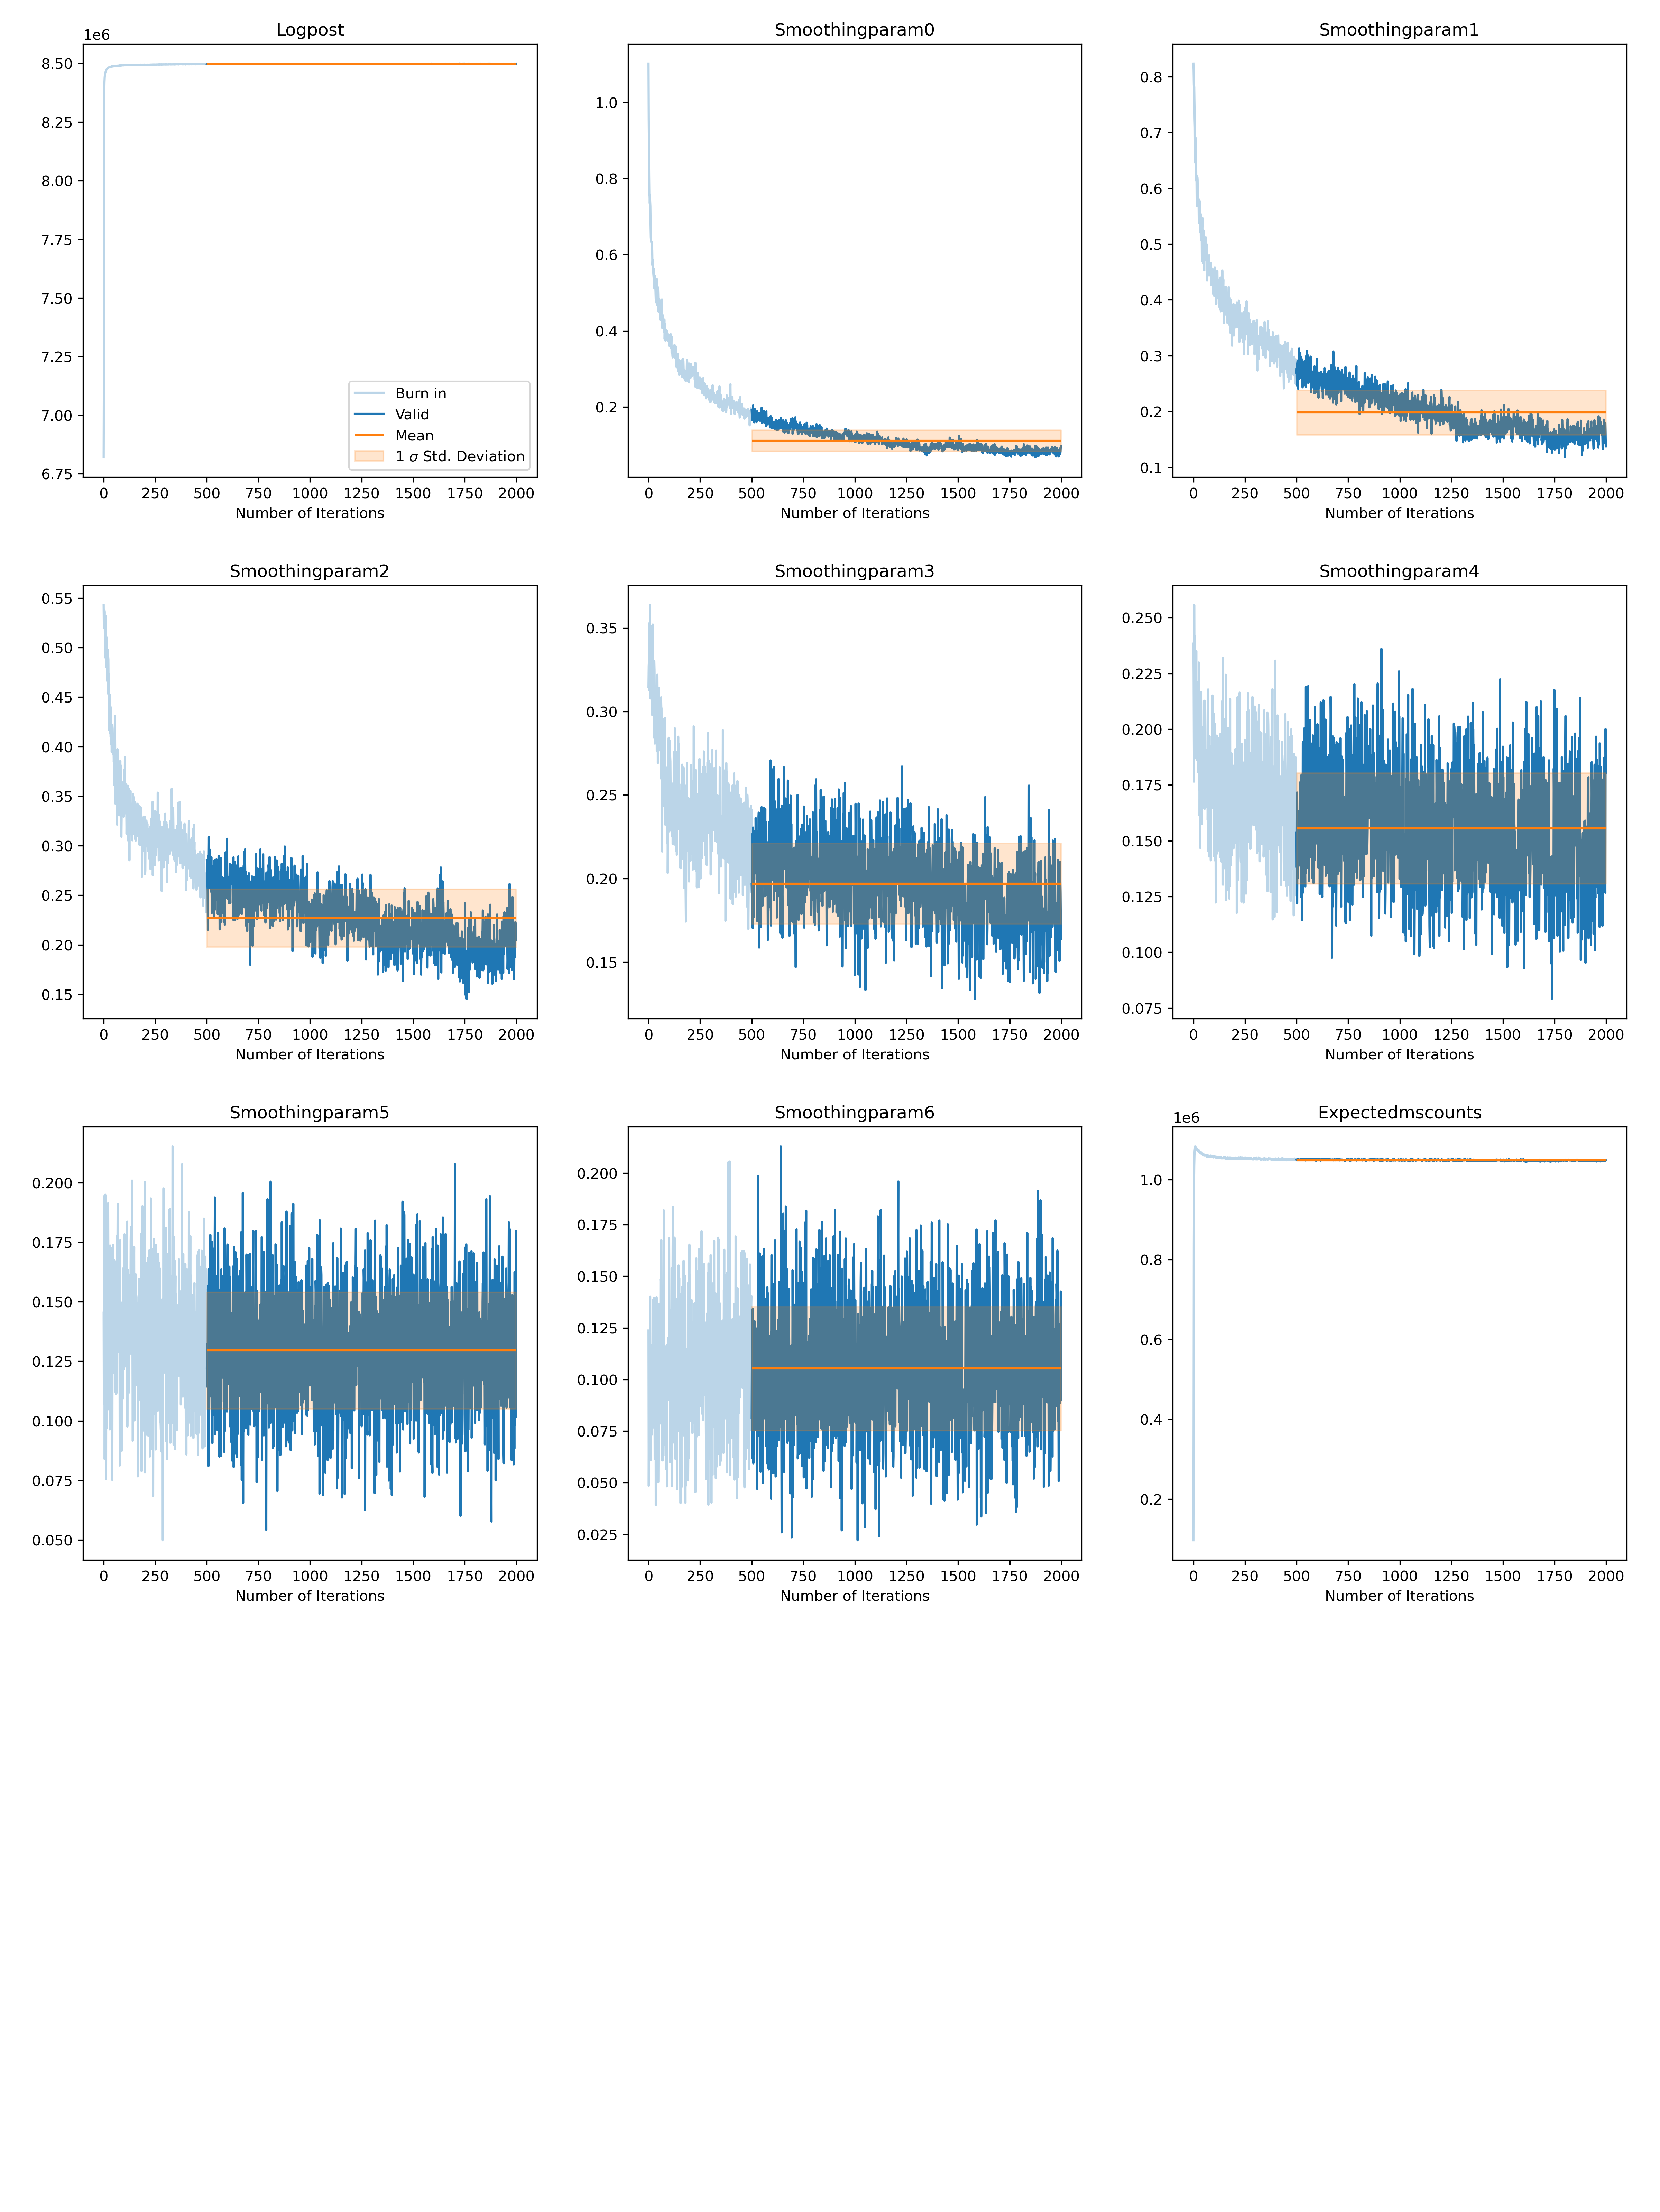 Logpost
1e6
8.50
8.25
8.00
7.75
7.50
7.25
7.00
6.75
Burn in
Valid
Mean
1 σ Std. Deviation
0 250 500 750 1000 1250 1500 1750 2000
Number of Iterations
Smoothingparam0
1.0
0.8
0.6
0.4
0.2
0 250 500 750 1000 1250 1500 1750 2000
Number of Iterations
Smoothingparam1
0.8
0.7
0.6
0.5
0.4
0.3
0.2
0.1
0 250 500 750 1000 1250 1500 1750 2000
Number of Iterations
Smoothingparam2
0.55
0.50
0.45
0.40
0.35
0.30
0.25
0.20
0.15
0 250 500 750 1000 1250 1500 1750 2000
Number of Iterations
Smoothingparam3
0.35
0.30
0.25
0.20
0.15
0 250 500 750 1000 1250 1500 1750 2000
Number of Iterations
Smoothingparam4
0.250
0.225
0.200
0.175
0.150
0.125
0.100
0.075
0 250 500 750 1000 1250 1500 1750 2000
Number of Iterations
Smoothingparam5
0.200
0.175
0.150
0.125
0.100
0.075
0.050
0 250 500 750 1000 1250 1500 1750 2000
Number of Iterations
Smoothingparam6
0.200
0.175
0.150
0.125
0.100
0.075
0.050
0.025
0 250 500 750 1000 1250 1500 1750 2000
Number of Iterations
Expectedmscounts
1e6
1.0
0.8
0.6
0.4
0.2
0 250 500 750 1000 1250 1500 1750 2000
Number of Iterations